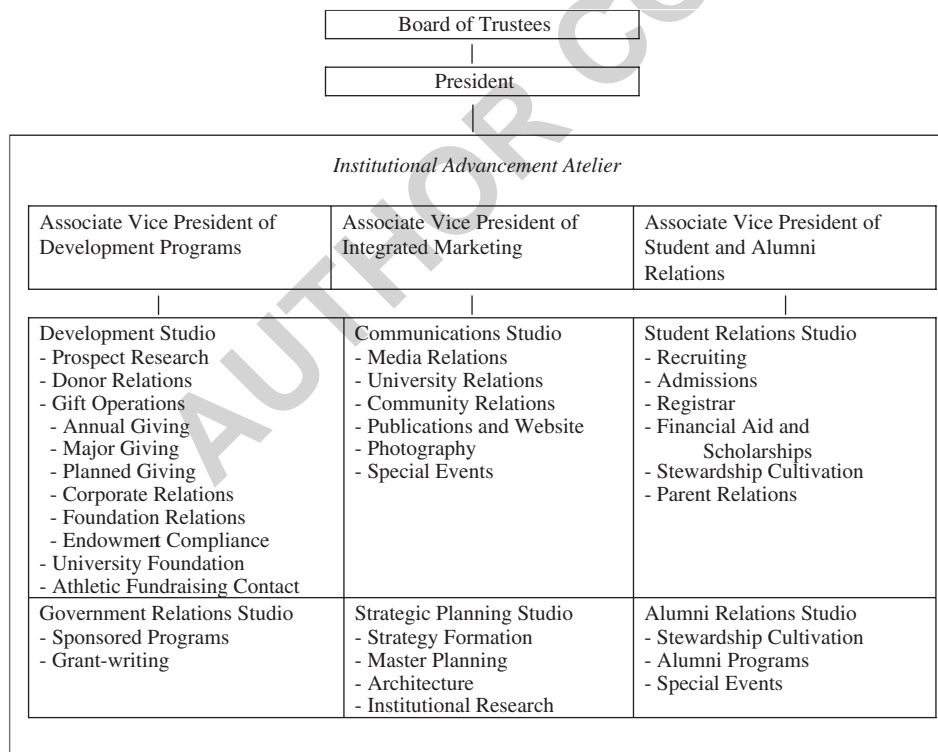 Board of Trustees
President
Institutional Advancement Atelier
Associate Vice President of
Development Programs
Associate Vice President of
Integrated Marketing
Associate Vice President of
Student and Alumni
Relations
Development Studio
- Prospect Research
- Donor Relations
- Gift Operations
- Annual Giving
- Major Giving
- Planned Giving
- Corporate Relations
- Foundation Relations
- Endowment Compliance
- University Foundation
- Athletic Fundraising Contact
Communications Studio
- Media Relations
- University Relations
- Community Relations
- Publications and Website
- Photography
- Special Events
Student Relations Studio
- Recruiting
- Admissions
- Registrar
- Financial Aid and
Scholarships
- Stewardship Cultivation
- Parent Relations
Government Relations Studio
- Sponsored Programs
- Grant-writing
Strategic Planning Studio
- Strategy Formation
- Master Planning
- Architecture
- Institutional Research
Alumni Relations Studio
- Stewardship Cultivation
- Alumni Programs
- Special Events
AUTHOR CO